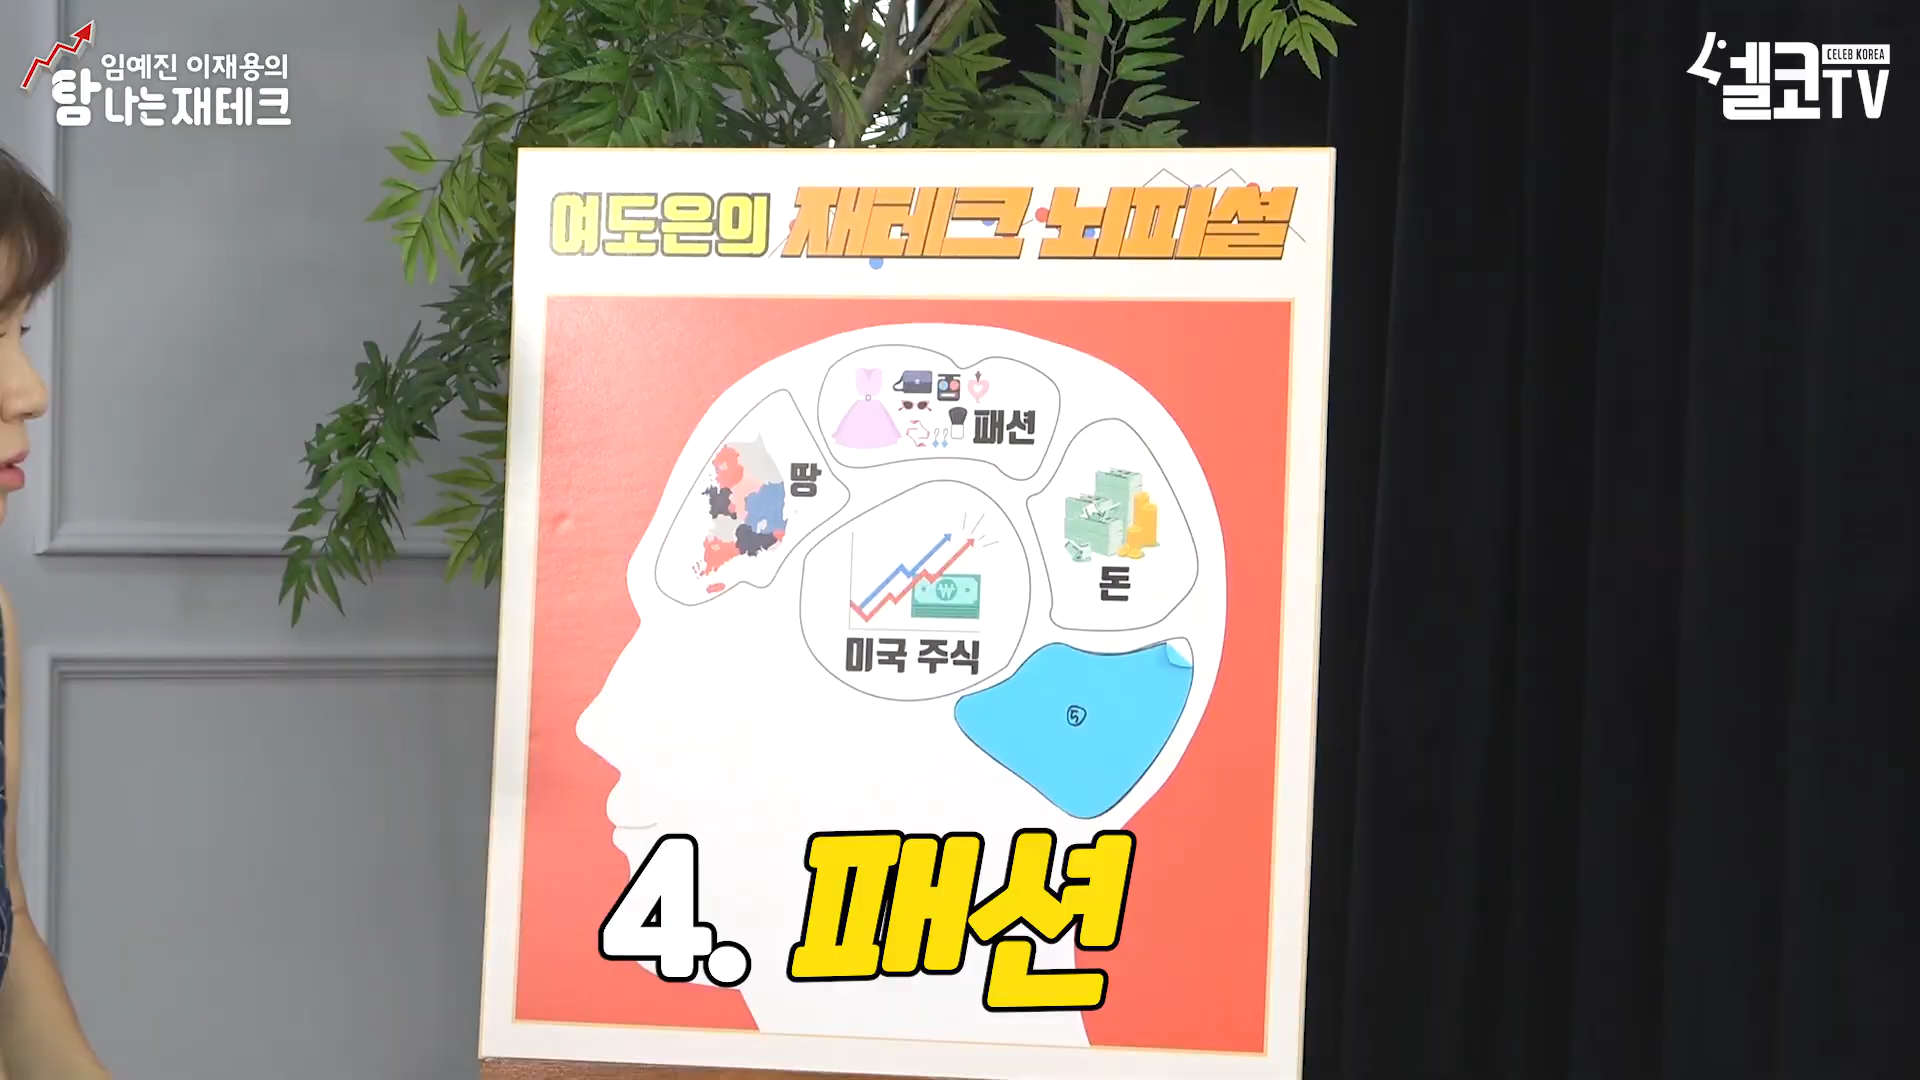 임예진 이재용의
탐나는재테크
CELEB KOREA
셀코TV
여도은의 재테크 뇌피셜
패션
땅
돈
₩
미국 주식
⑤
4. 패션